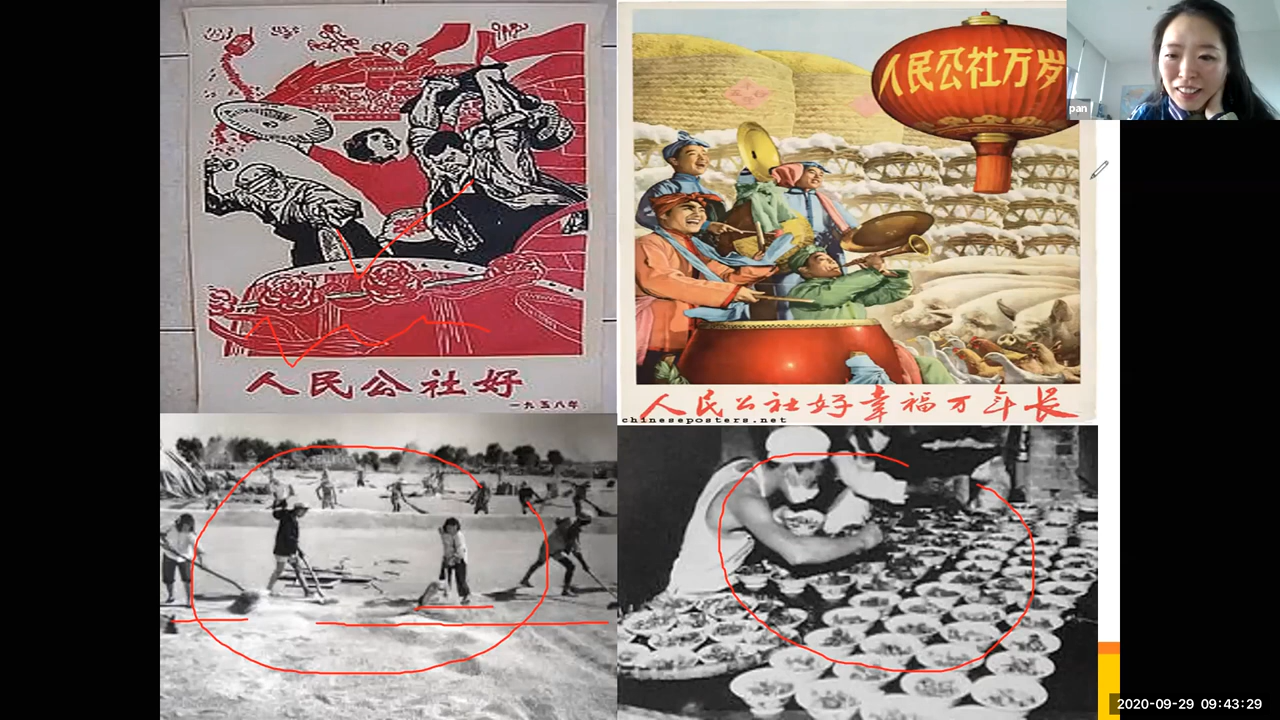 人民公社好
一九五八年
人民公社万岁
pan
人民公社好幸福万年长
chineseposters.net
2020-09-29 09:43:29